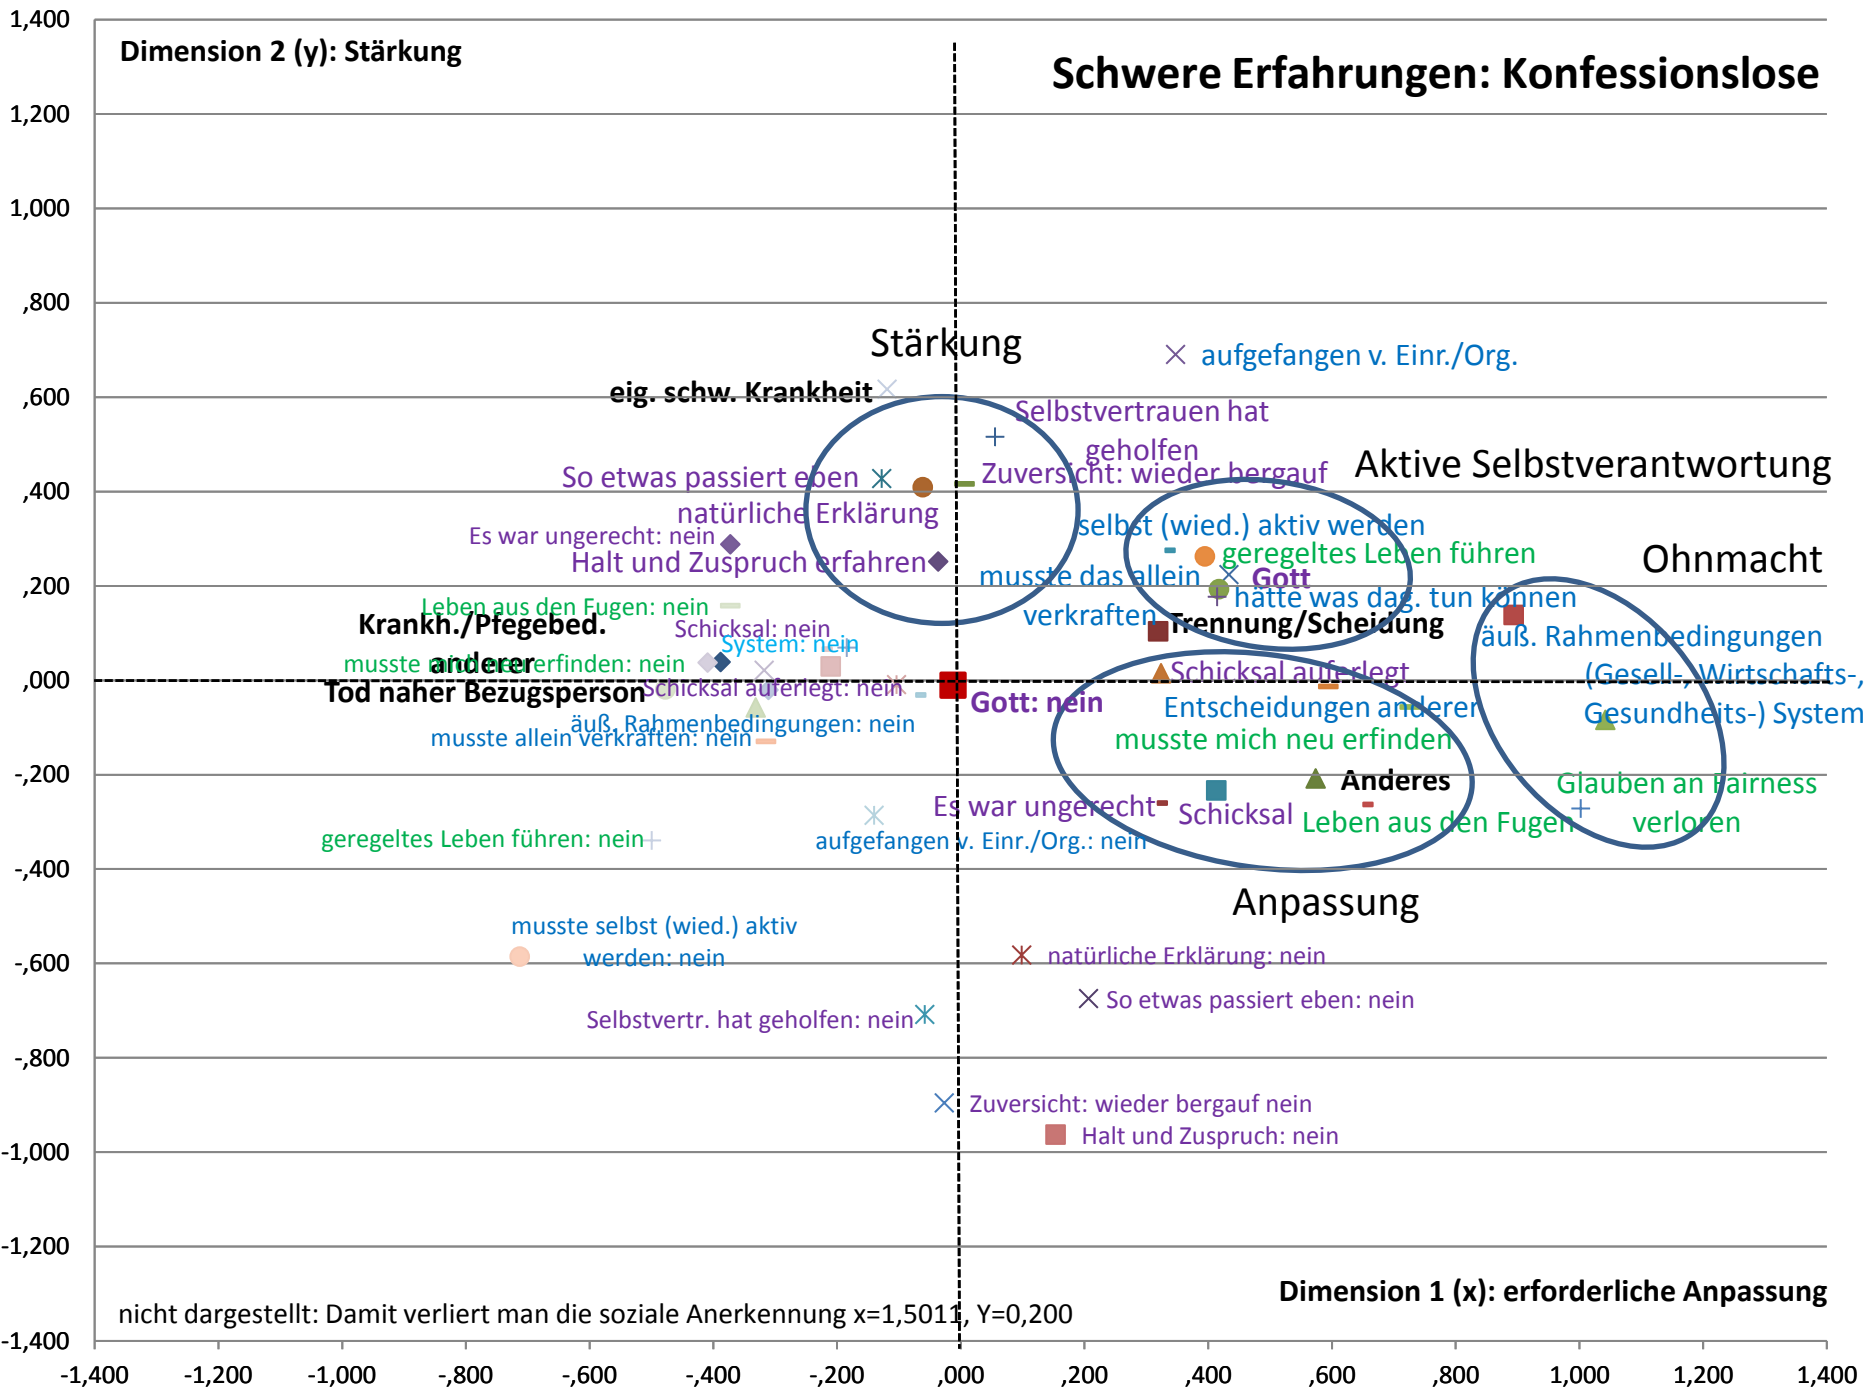 1,400
Dimension 2 (y): Stärkung
Schwere Erfahrungen: Konfessionslose
1,200
1,000
,800
Stärkung
aufgefangen v. Einr./Org.
,600
eig. schw. Krankheit
Selbstvertrauen hat
geholfen
Aktive Selbstverantwortung
So etwas passiert eben
Zuversicht: wieder bergauf
,400
natürliche Erklärung
selbst (wied.) aktiv werden
Es war ungerecht: nein
Halt und Zuspruch erfahren
geregeltes Leben führen
Ohnmacht
musste das allein
verkraften
Gott
,200
hätte was dag. tun können
Leben aus den Fugen: nein
Krankh./Pfegebed.
anderer
Schicksal: nein
Trennung/Scheidung
System: nein
äuß. Rahmenbedingungen
(Gesell-, Wirtschafts-,
Gesundheits-) System
musste mich neu erfinden: nein
Schicksal auferlegt
,000
Tod naher Bezugsperson
Schicksal auferlegt: nein
Gott: nein
Entscheidungen anderer
äuß. Rahmenbedingungen: nein
musste allein verkraften: nein
musste mich neu erfinden
-,200
Anderes
Glauben an Fairness
verloren
Es war ungerecht
Schicksal
Leben aus den Fugen
geregeltes Leben führen: nein
aufgefangen v. Einr./Org.: nein
-,400
Anpassung
musste selbst (wied.) aktiv
werden: nein
natürliche Erklärung: nein
-,600
So etwas passiert eben: nein
Selbstvertr. hat geholfen: nein
-,800
Zuversicht: wieder bergauf nein
Halt und Zuspruch: nein
-1,000
-1,200
Dimension 1 (x): erforderliche Anpassung
nicht dargestellt: Damit verliert man die soziale Anerkennung x=1,5011, Y=0,200
-1,400
-1,400 -1,200 -1,000 -,800 -,600 -,400 -,200 ,000 ,200 ,400 ,600 ,800 1,000 1,200 1,400